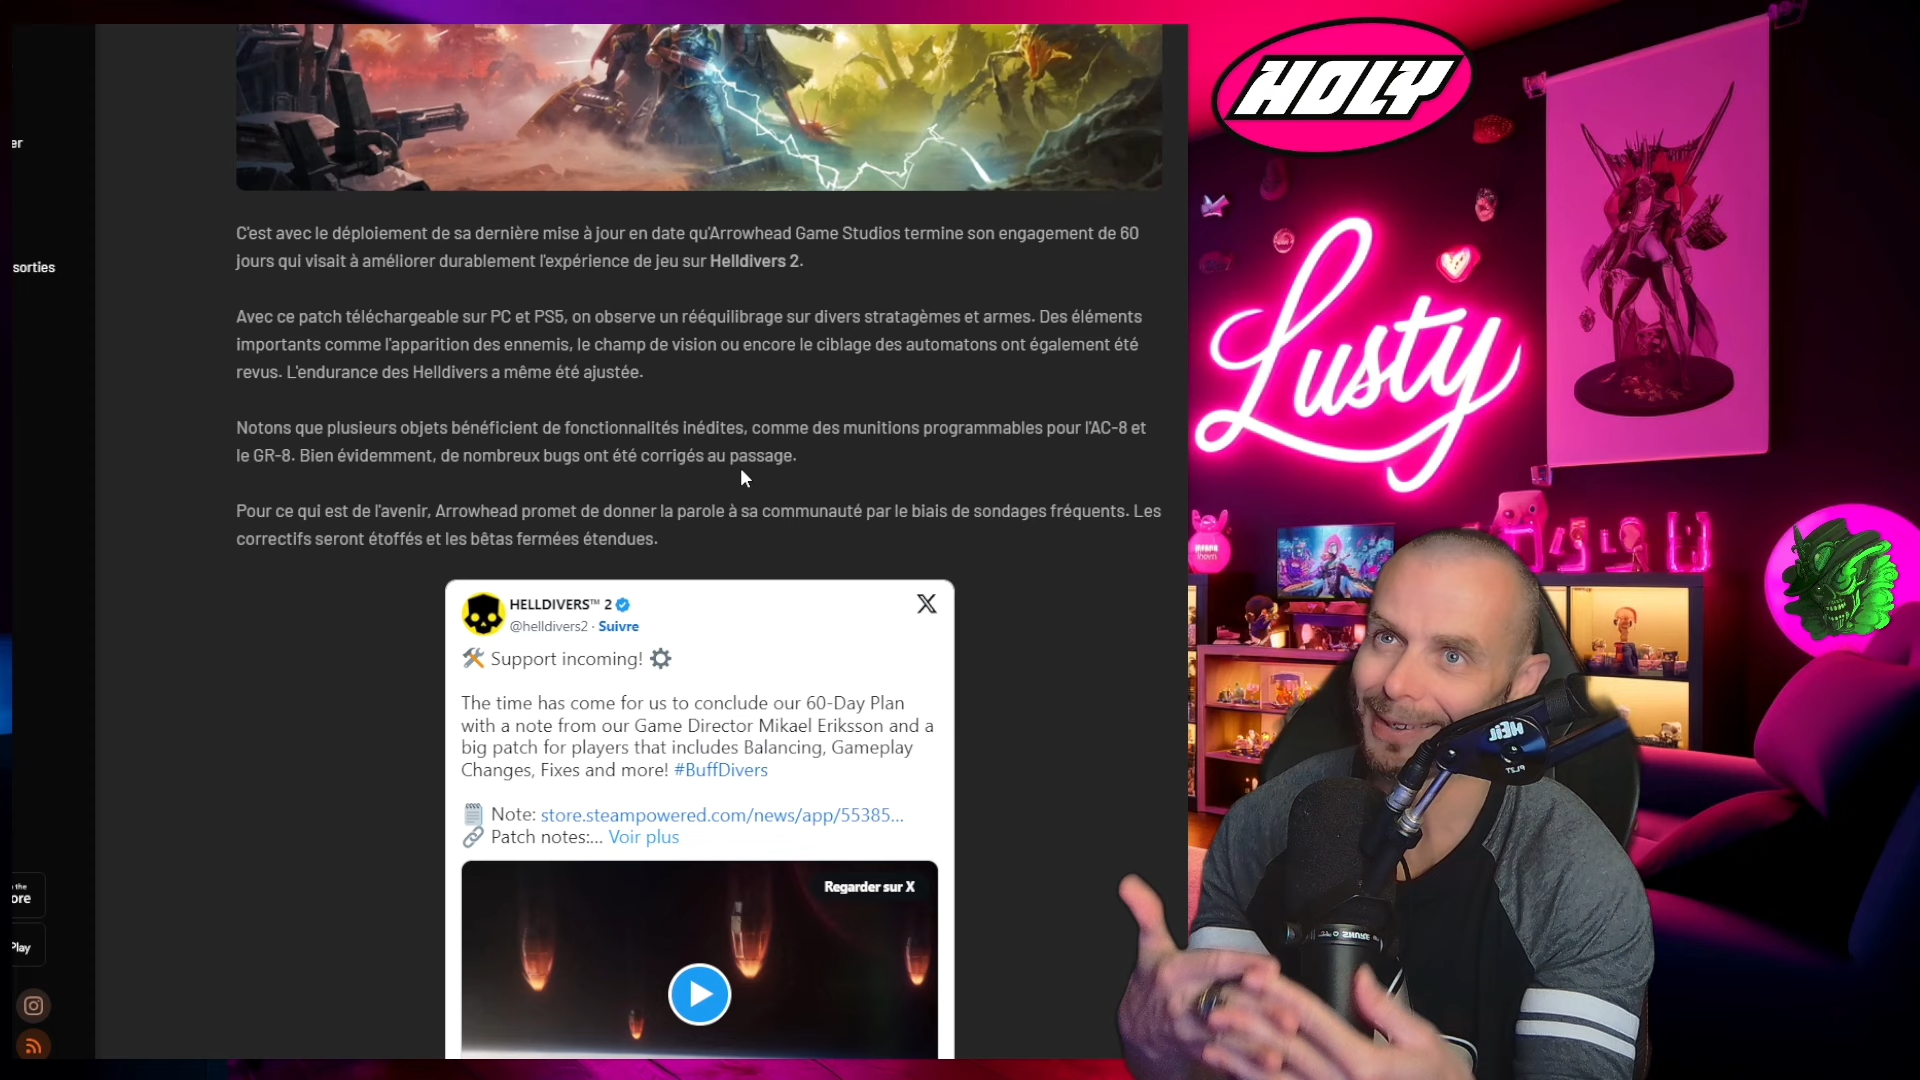 HOLY
er
sorties
C'est avec le déploiement de sa dernière mise à jour en date qu'Arrowhead Game Studios termine son engagement de 60
jours qui visait à améliorer durablement l'expérience de jeu sur Helldivers 2.
Avec ce patch téléchargeable sur PC et PS5, on observe un rééquilibrage sur divers stratagèmes et armes. Des éléments
importants comme l'apparition des ennemis, le champ de vision ou encore le ciblage des automatons ont également été
revus. L'endurance des Helldivers a même été ajustée.
Notons que plusieurs objets bénéficient de fonctionnalités inédites, comme des munitions programmables pour l'AC-8 et
le GR-8. Bien évidemment, de nombreux bugs ont été corrigés au passage.
Pour ce qui est de l'avenir, Arrowhead promet de donner la parole à sa communauté par le biais de sondages fréquents. Les
correctifs seront étoffés et les bêtas fermées étendues.
HELLDIVERS™ 2
@helldivers2 · Suivre
🛠️ Support incoming! ⚙️
The time has come for us to conclude our 60-Day Plan
with a note from our Game Director Mikael Eriksson and a
big patch for players that includes Balancing, Gameplay
Changes, Fixes and more! #BuffDivers
🗒️ Note: store.steampowered.com/news/app/55385...
🔗 Patch notes:... Voir plus
Regarder sur X
n the
ore
Play
Lusty
HEIL
SHURE